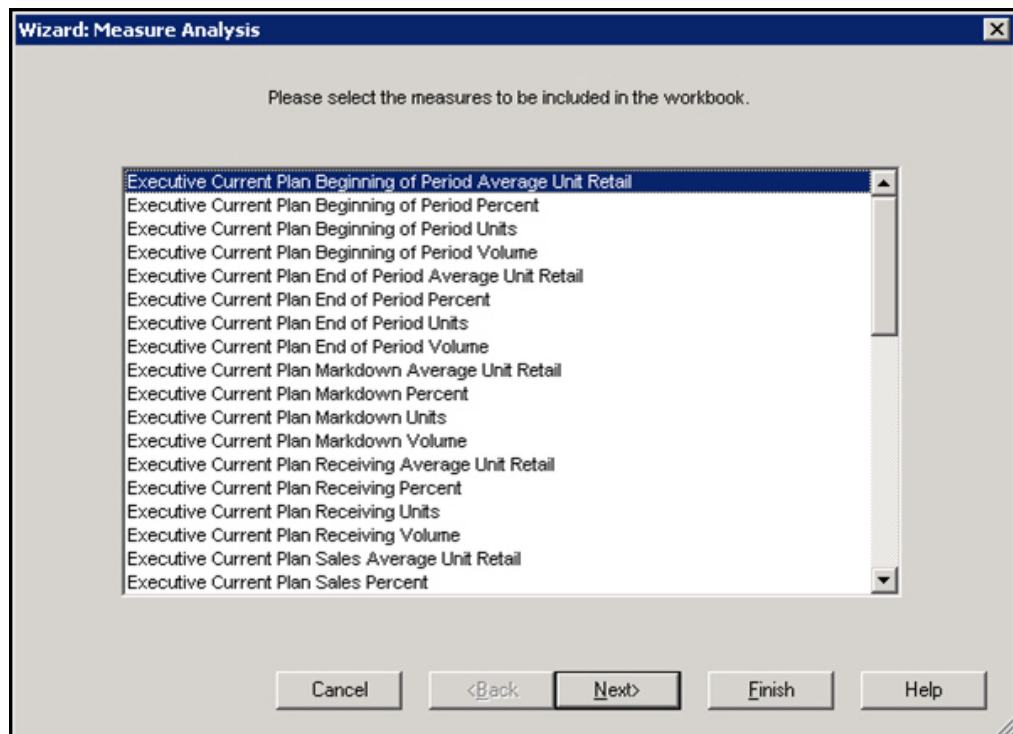 Wizard: Measure Analysis
Please select the measures to be included in the workbook.
Executive Current Plan Beginning of Period Average Unit Retail
Executive Current Plan Beginning of Period Percent
Executive Current Plan Beginning of Period Units
Executive Current Plan Beginning of Period Volume
Executive Current Plan End of Period Average Unit Retail
Executive Current Plan End of Period Percent
Executive Current Plan End of Period Units
Executive Current Plan End of Period Volume
Executive Current Plan Markdown Average Unit Retail
Executive Current Plan Markdown Percent
Executive Current Plan Markdown Units
Executive Current Plan Markdown Volume
Executive Current Plan Receiving Average Unit Retail
Executive Current Plan Receiving Percent
Executive Current Plan Receiving Units
Executive Current Plan Receiving Volume
Executive Current Plan Sales Average Unit Retail
Executive Current Plan Sales Percent
Cancel <Back Next> Finish Help